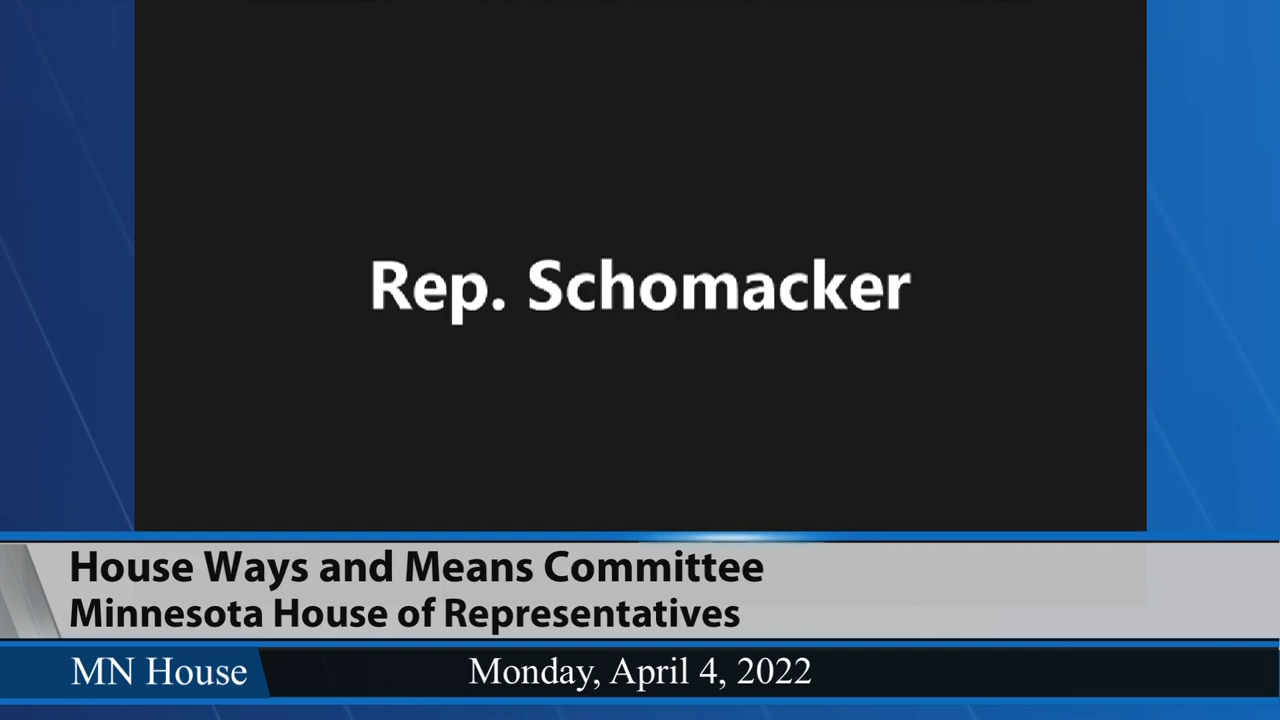 Rep. Schomacker
House Ways and Means Committee
Minnesota House of Representatives
MN House
Monday, April 4, 2022